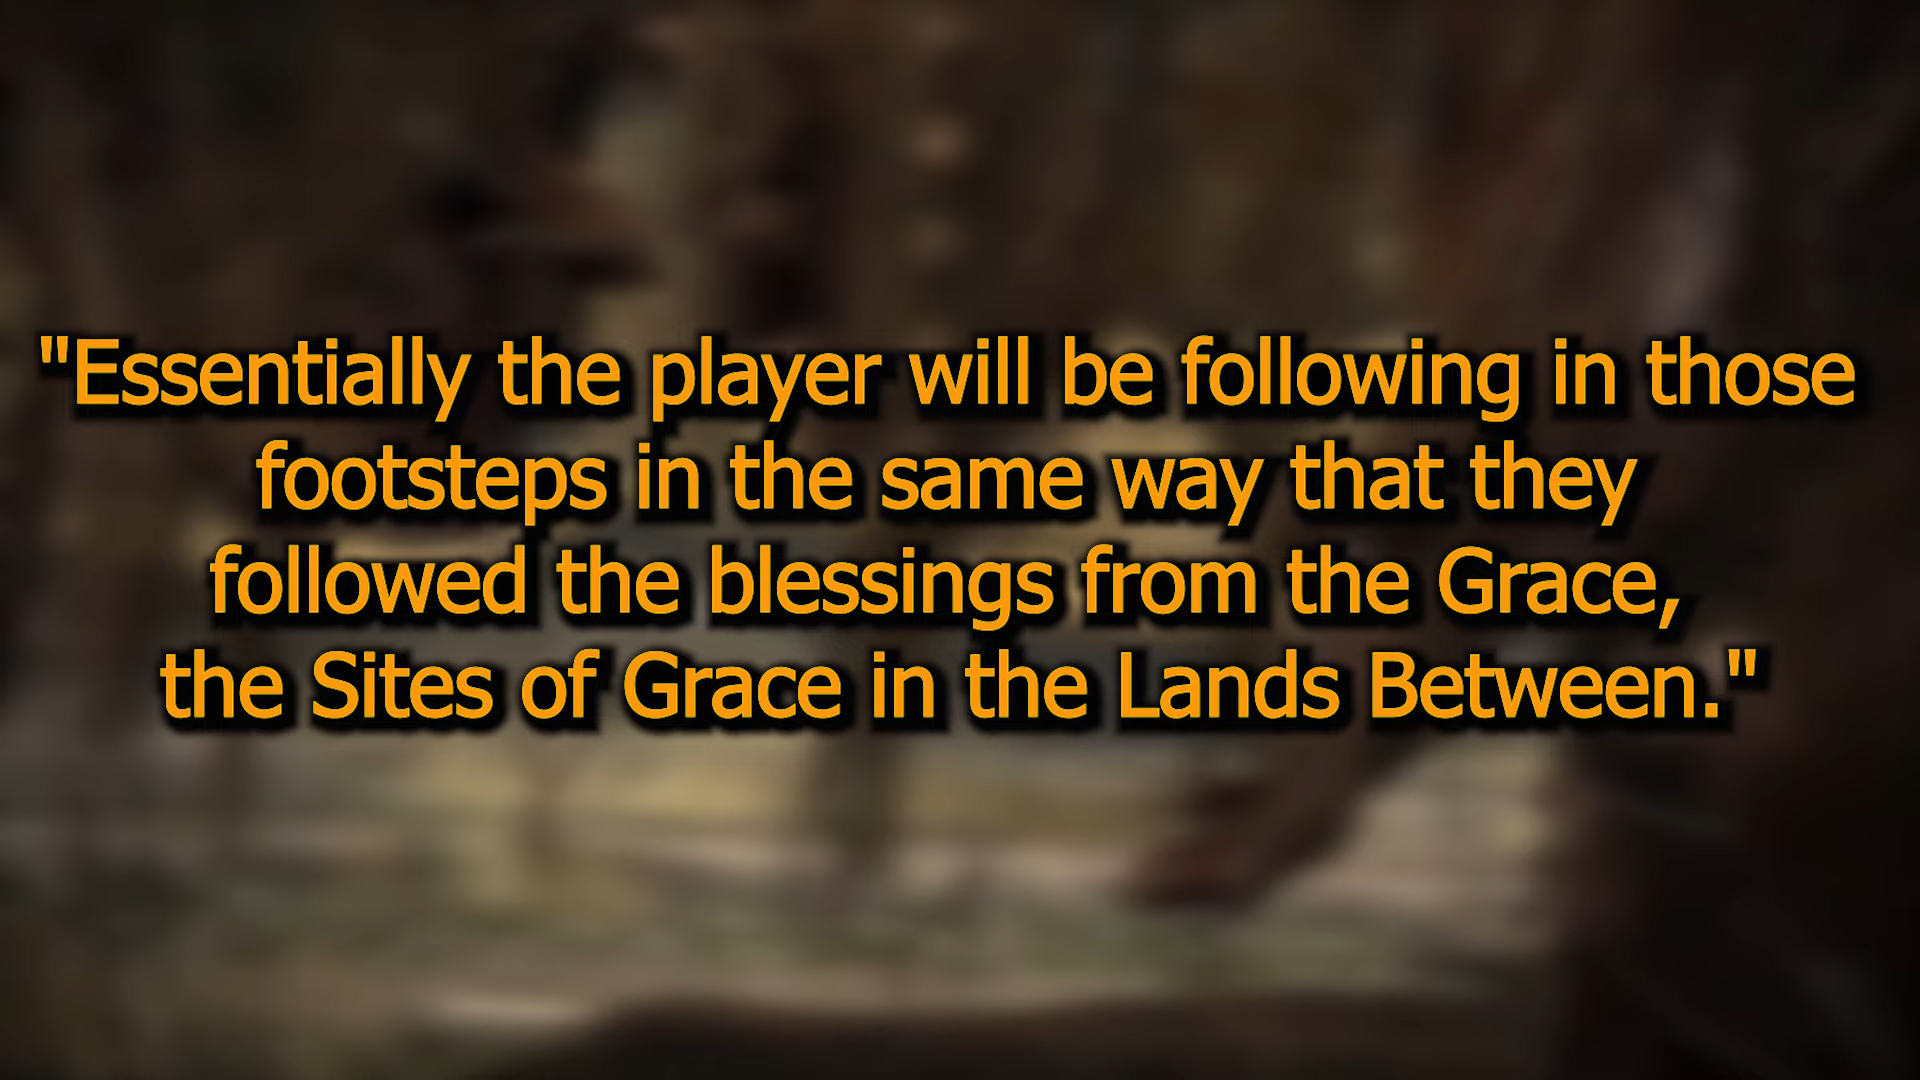 "Essentially the player will be following in those
footsteps in the same way that they
followed the blessings from the Grace,
the Sites of Grace in the Lands Between."